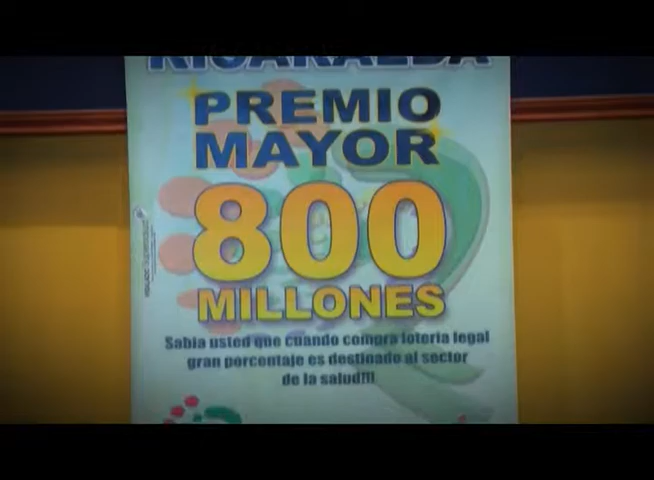 RISARALDA
PREMIO
MAYOR
800
MILLONES
Sabia usted que cuando compra loteria legal
gran porcentaje es destinado al sector
de la salud!!!